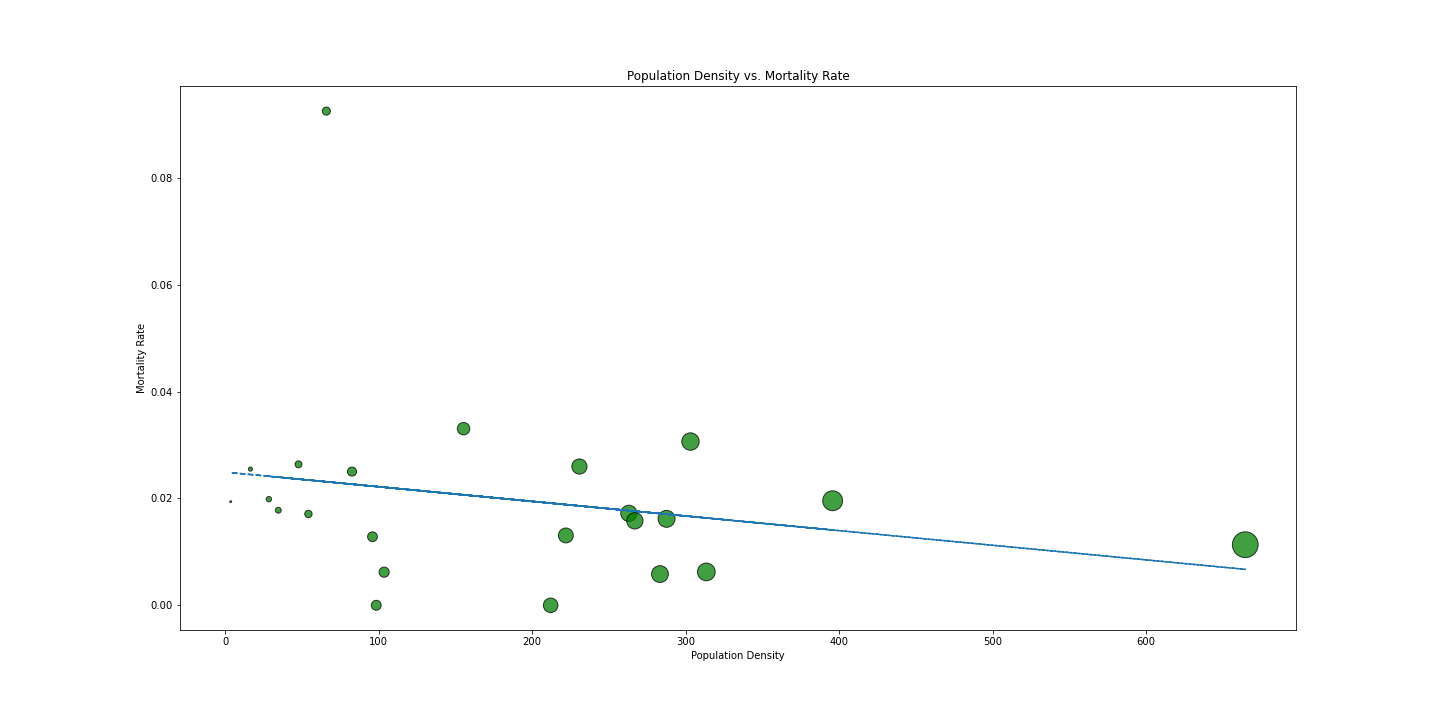 Population Density vs. Mortality Rate
0.08
0.06
0.04
0.02
0.00
Mortality Rate
0 100 200 300 400 500 600
Population Density